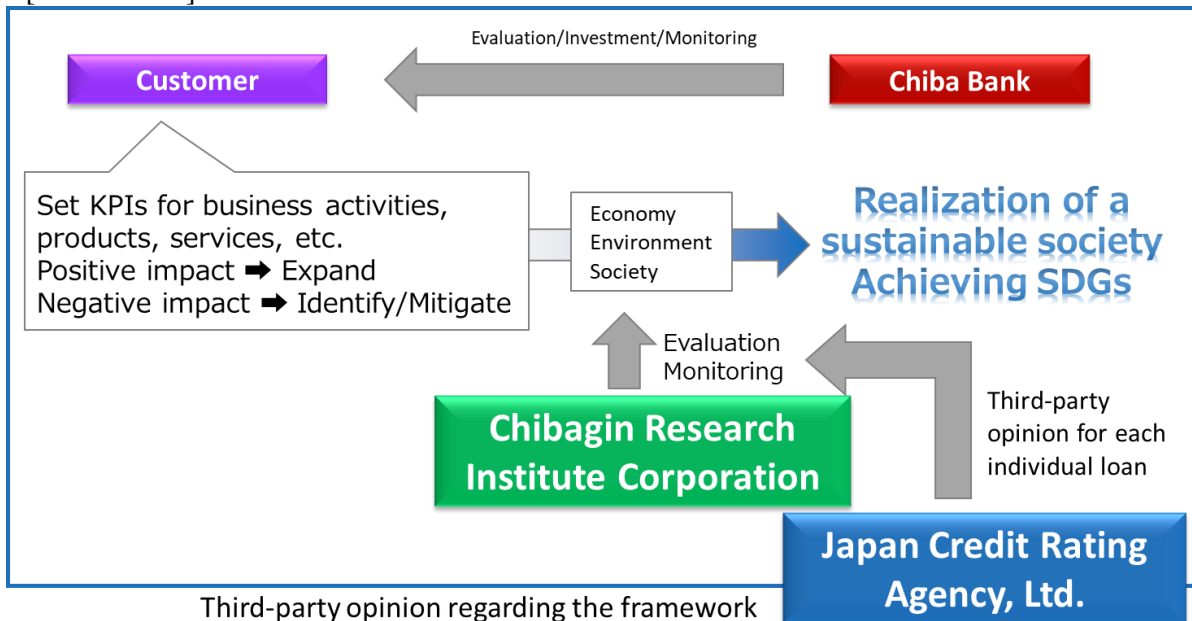 Evaluation/Investment/Monitoring
Customer
Chiba Bank
Set KPIs for business activities,
products, services, etc.
Positive impact ➡ Expand
Negative impact ➡ Identify/Mitigate
Economy
Environment
Society
Realization of a
sustainable society
Achieving SDGs
Evaluation
Monitoring
Chibagin Research
Institute Corporation
Third-party
opinion for each
individual loan
Japan Credit Rating
Agency, Ltd.
Third-party opinion regarding the framework